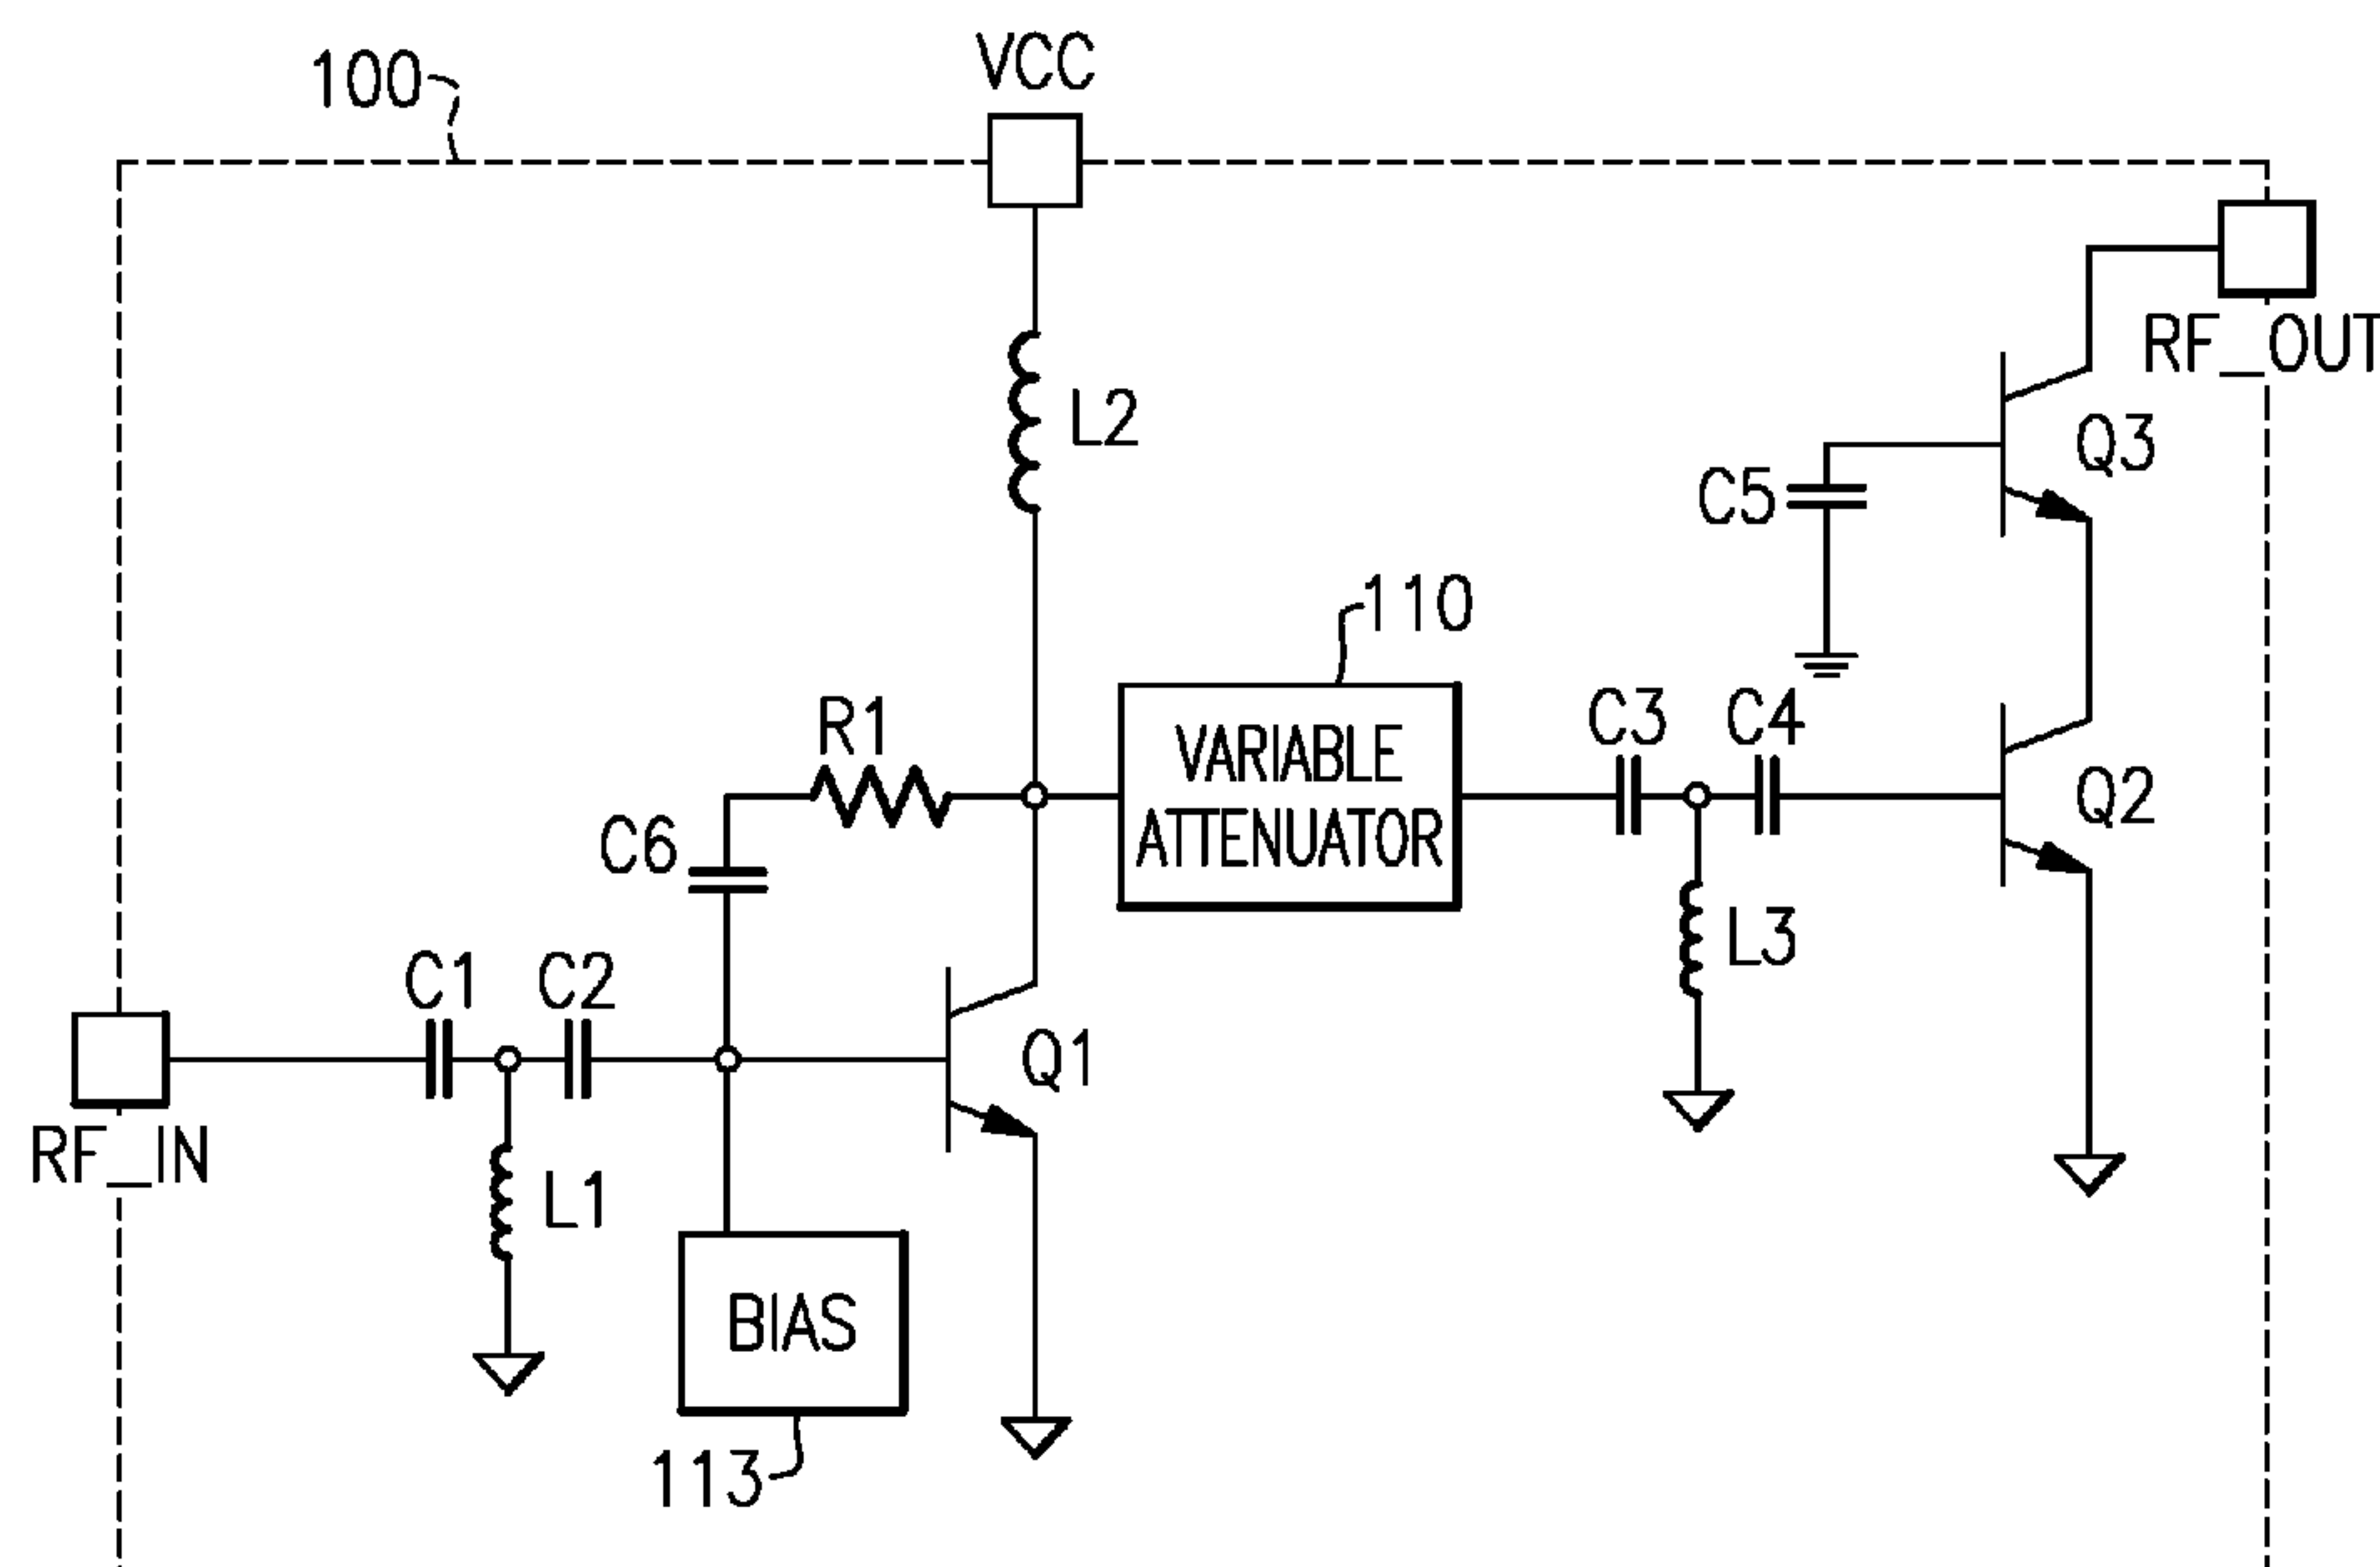 100
VCC
RF_OUT
L2
Q3
C5
110
R1
VARIABLE
ATTENUATOR
C3
C4
Q2
C6
L3
C1
C2
Q1
RF_IN
L1
BIAS
113